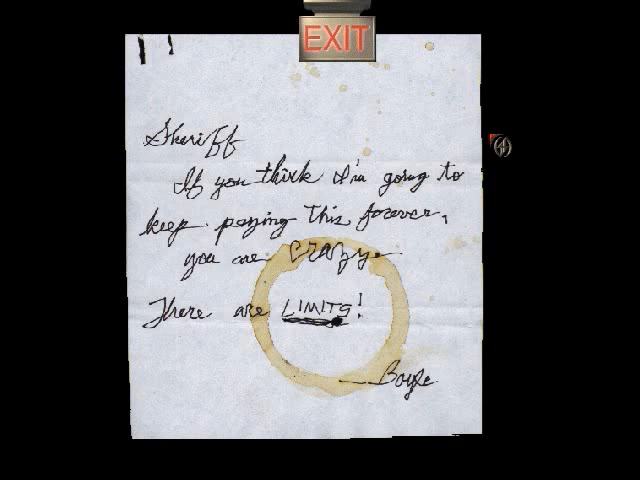 EXIT
Sheriff
If you think I'm going to
keep paying this forever,
you are crazy.
There are LIMITS!
—Boyle